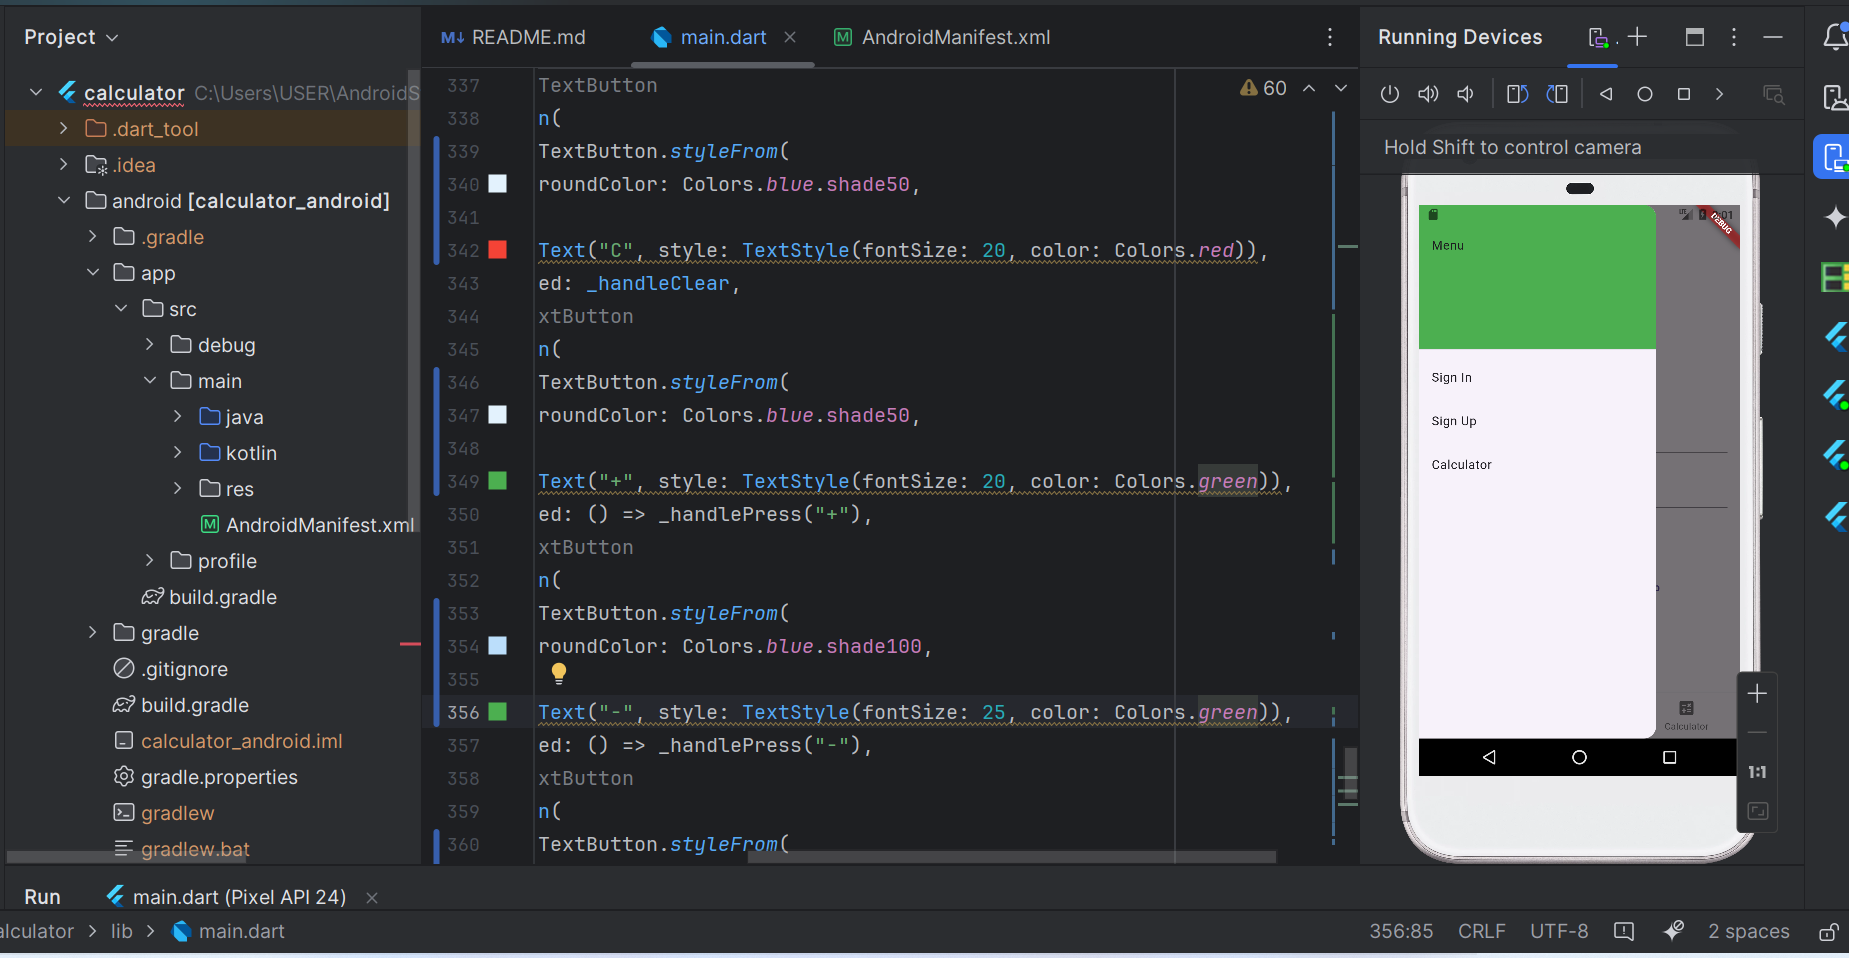 Project
calculator C:\Users\USER\AndroidS
.dart_tool
.idea
android [calculator_android]
.gradle
app
src
debug
main
java
kotlin
res
AndroidManifest.xml
profile
build.gradle
gradle
.gitignore
build.gradle
calculator_android.iml
gradle.properties
gradlew
gradlew.bat
README.md
main.dart
AndroidManifest.xml
60
337 TextButton
338 n(
339 TextButton.styleFrom(
340 roundColor: Colors.blue.shade50,
341
342 Text("C", style: TextStyle(fontSize: 20, color: Colors.red)),
343 ed: _handleClear,
344 xtButton
345 n(
346 TextButton.styleFrom(
347 roundColor: Colors.blue.shade50,
348
349 Text("+", style: TextStyle(fontSize: 20, color: Colors.green)),
350 ed: () => _handlePress("+"),
351 xtButton
352 n(
353 TextButton.styleFrom(
354 roundColor: Colors.blue.shade100,
355
356 Text("-", style: TextStyle(fontSize: 25, color: Colors.green)),
357 ed: () => _handlePress("-"),
358 xtButton
359 n(
360 TextButton.styleFrom(
Running Devices
Hold Shift to control camera
DEBUG
Menu
Sign In
Sign Up
Calculator
Calculator
1:1
Run main.dart (Pixel API 24)
alculator > lib > main.dart
356:85 CRLF UTF-8 2 spaces